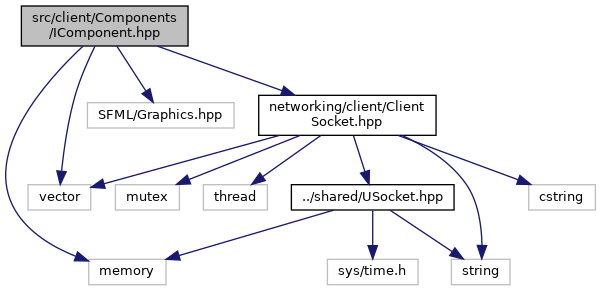 src/client/Components
/IComponent.hpp
SFML/Graphics.hpp
networking/client/Client
Socket.hpp
vector
mutex
thread
../shared/USocket.hpp
cstring
memory
sys/time.h
string